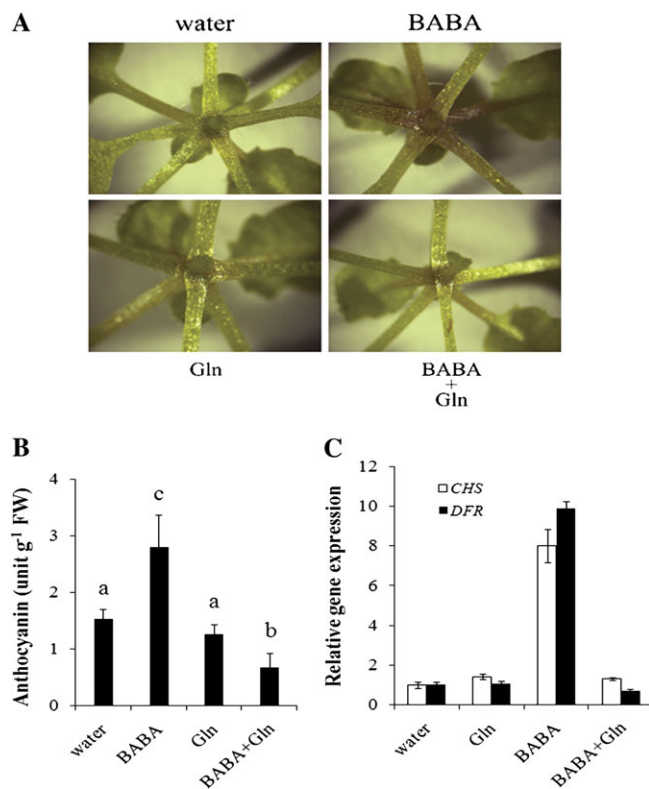 A
water BABA
Gln BABA
+
Gln
B
Anthocyanin (unit g-1 FW)
4
3
2
1
0
a
c
a
b
water BABA Gln BABA+Gln
C
Relative gene expression
12
10
8
6
4
2
0
CHS
DFR
water Gln BABA BABA+Gln